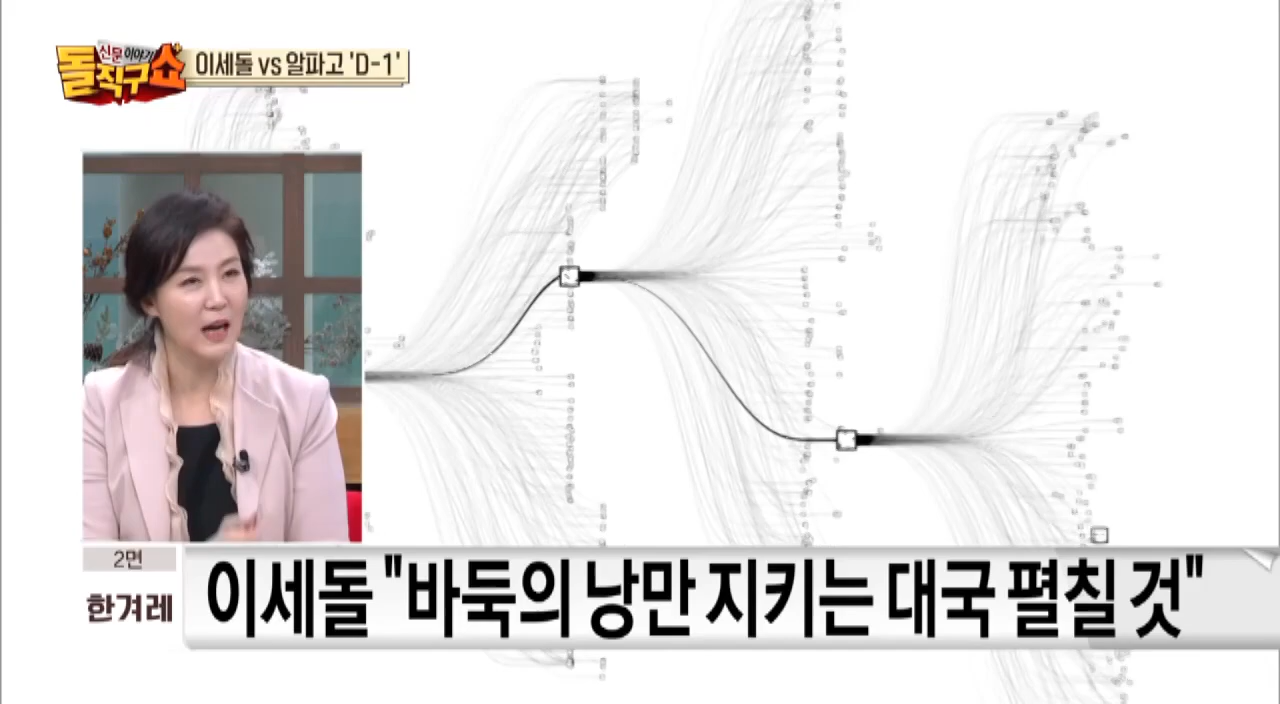 신문이야기
돌직구쇼+
이세돌 vs 알파고 'D-1'
2면
한겨레
이세돌 "바둑의 낭만 지키는 대국 펼칠 것"